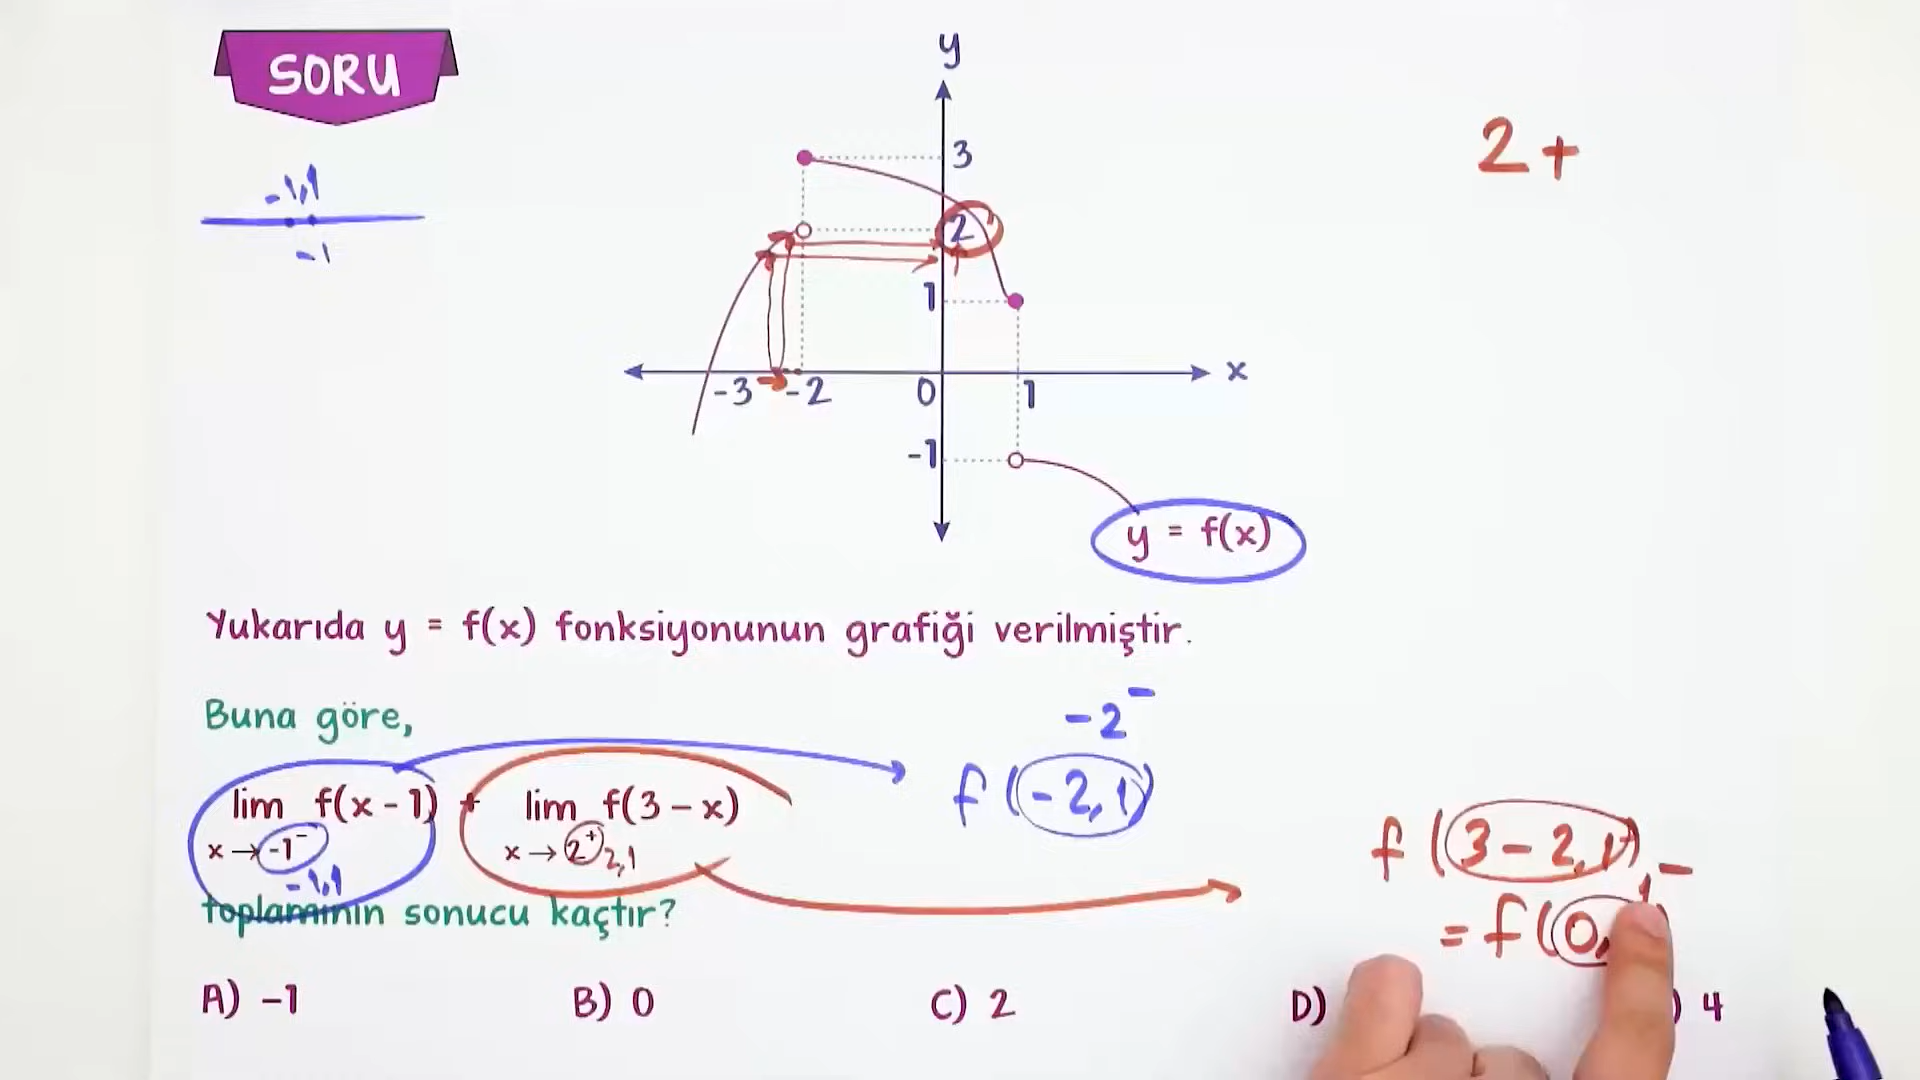 SORU
y
2+
3
-1,1
2
-1
1
x
-3
-2
0
1
-1
y = f(x)
Yukarıda y = f(x) fonksiyonunun grafiği verilmiştir.
Buna göre,
-2⁻
lim f(x - 1) + lim f(3 - x)
f(-2,1)
x → -1⁻ x → 2⁺ 2,1
-1,1
f(3-2,1)
1⁻
toplamının sonucu kaçtır?
= f(0,
A) -1 B) 0 C) 2 D) ) 4